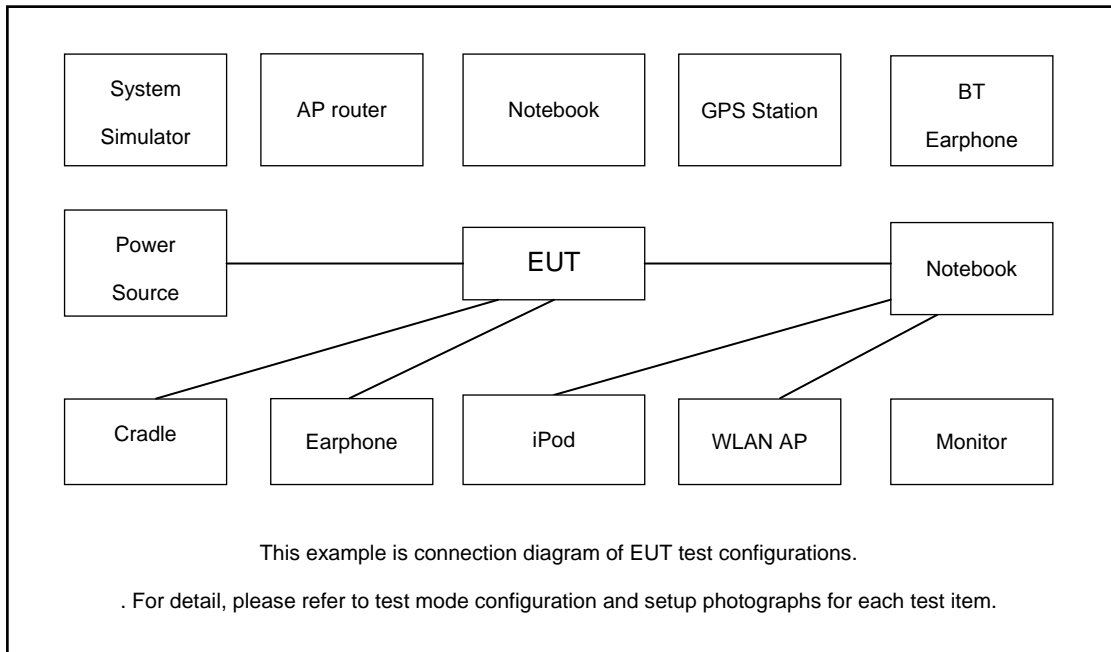 System
Simulator
AP router
Notebook
GPS Station
BT
Earphone
Power
Source
EUT
Notebook
Cradle
Earphone
iPod
WLAN AP
Monitor
This example is connection diagram of EUT test configurations.
. For detail, please refer to test mode configuration and setup photographs for each test item.